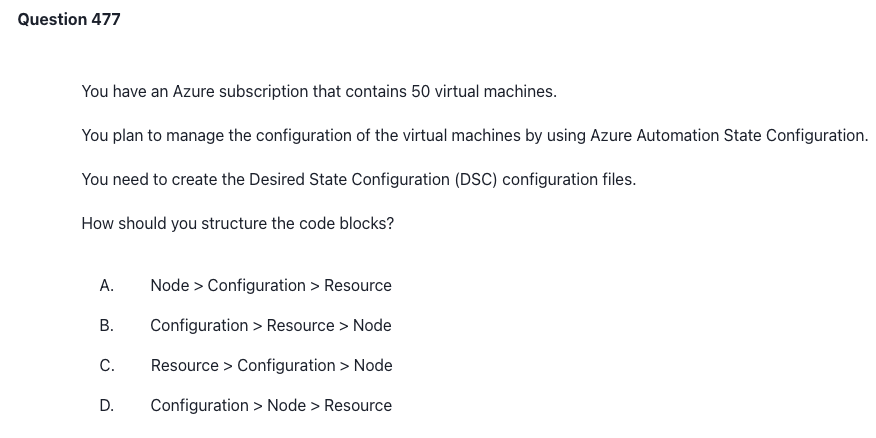 Question 477
You have an Azure subscription that contains 50 virtual machines.
You plan to manage the configuration of the virtual machines by using Azure Automation State Configuration.
You need to create the Desired State Configuration (DSC) configuration files.
How should you structure the code blocks?
A. Node > Configuration > Resource
B. Configuration > Resource > Node
C. Resource > Configuration > Node
D. Configuration > Node > Resource